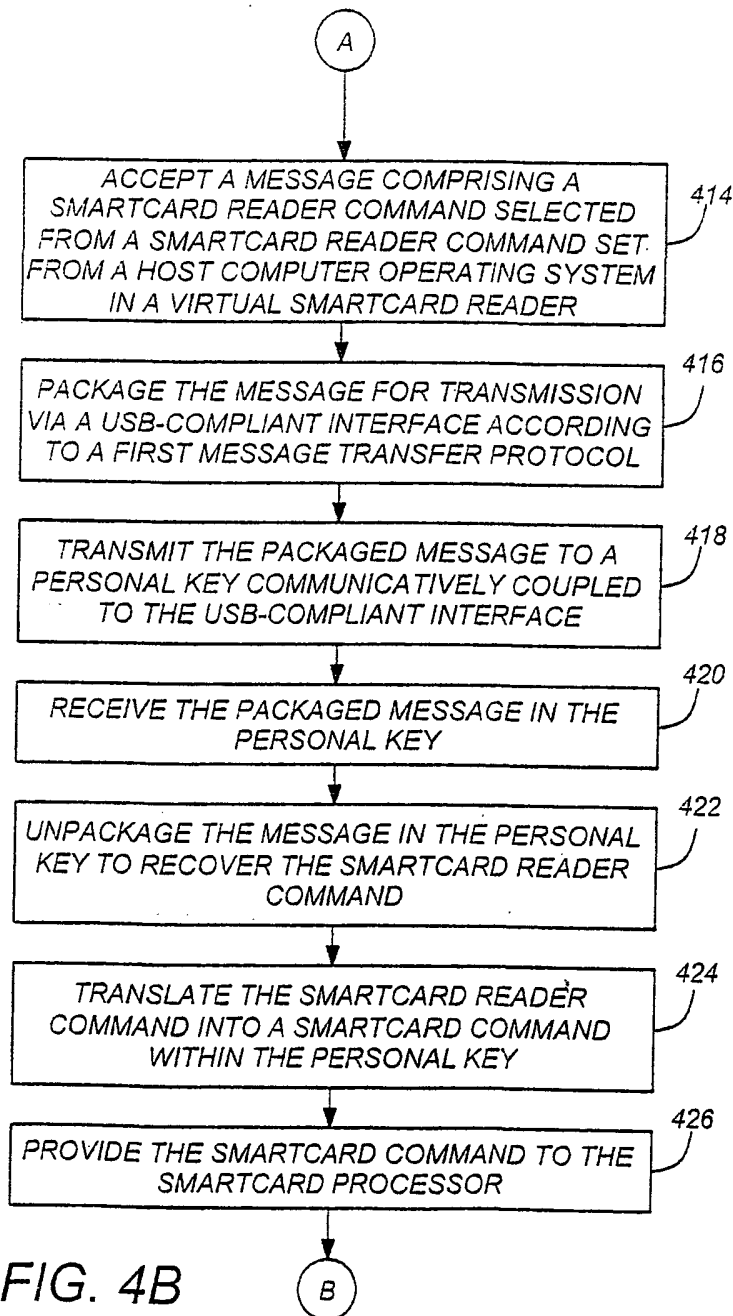 A
ACCEPT A MESSAGE COMPRISING A
SMARTCARD READER COMMAND SELECTED
FROM A SMARTCARD READER COMMAND SET
FROM A HOST COMPUTER OPERATING SYSTEM
IN A VIRTUAL SMARTCARD READER
414
PACKAGE THE MESSAGE FOR TRANSMISSION
VIA A USB-COMPLIANT INTERFACE ACCORDING
TO A FIRST MESSAGE TRANSFER PROTOCOL
416
TRANSMIT THE PACKAGED MESSAGE TO A
PERSONAL KEY COMMUNICATIVELY COUPLED
TO THE USB-COMPLIANT INTERFACE
418
RECEIVE THE PACKAGED MESSAGE IN THE
PERSONAL KEY
420
UNPACKAGE THE MESSAGE IN THE PERSONAL
KEY TO RECOVER THE SMARTCARD READER
COMMAND
422
TRANSLATE THE SMARTCARD READER
COMMAND INTO A SMARTCARD COMMAND
WITHIN THE PERSONAL KEY
424
PROVIDE THE SMARTCARD COMMAND TO THE
SMARTCARD PROCESSOR
426
B
FIG. 4B